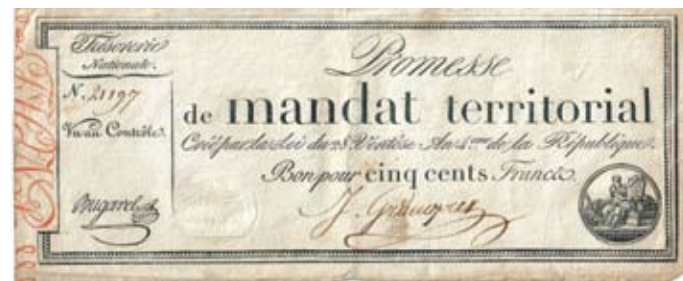 Trésorerie
Nationale.
N. 21197
Vu au Contrôle.
Bugarel
Promesse
de mandat territorial
Créé par la Loi du 28 Ventôse An 4.me de la République.
Bon pour cinq cents Francs.